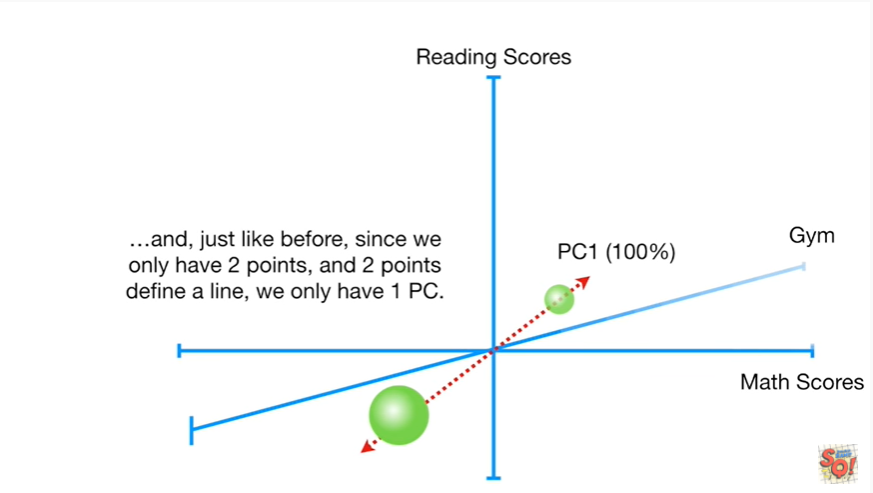 Reading Scores
…and, just like before, since we
only have 2 points, and 2 points
define a line, we only have 1 PC.
PC1 (100%)
Gym
Math Scores
SO!